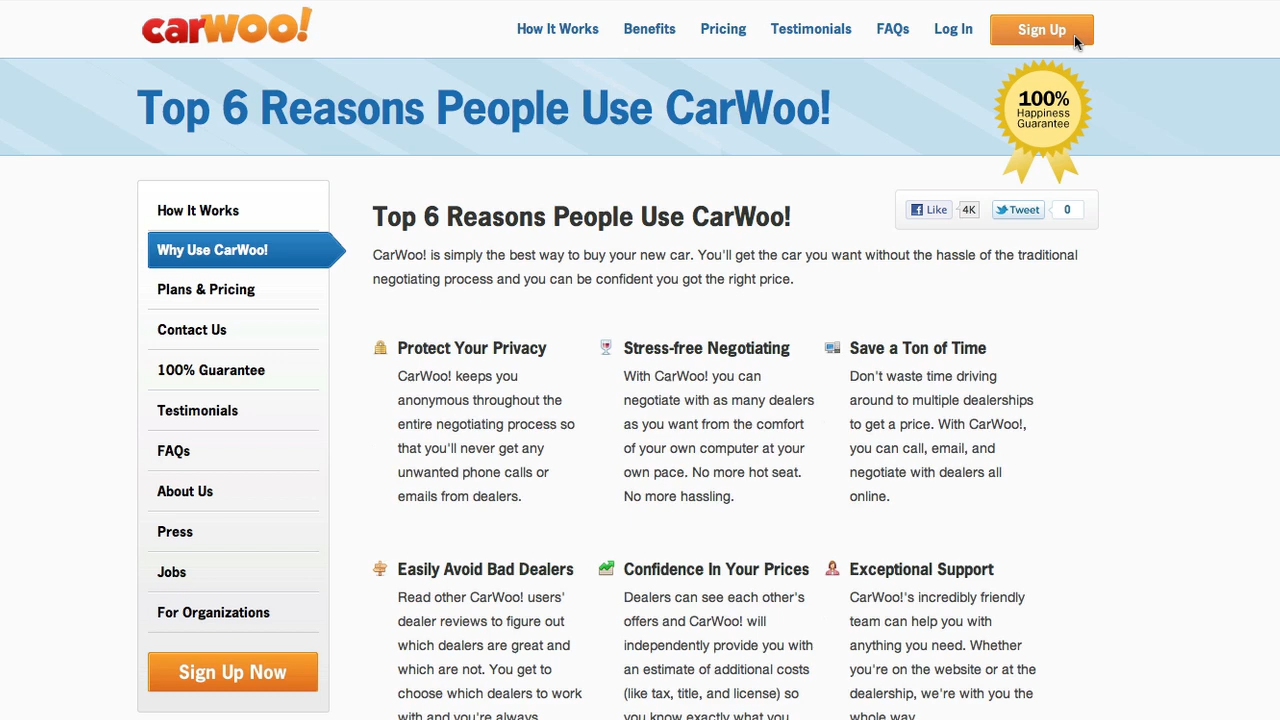 carwoo!
How It Works
Benefits
Pricing
Testimonials
FAQs
Log In
Sign Up
Top 6 Reasons People Use CarWoo!
100%
Happiness
Guarantee
How It Works
Why Use CarWoo!
Plans & Pricing
Contact Us
100% Guarantee
Testimonials
FAQs
About Us
Press
Jobs
For Organizations
Sign Up Now
Top 6 Reasons People Use CarWoo!
Like
4K
Tweet
0
CarWoo! is simply the best way to buy your new car. You'll get the car you want without the hassle of the traditional
negotiating process and you can be confident you got the right price.
Protect Your Privacy
CarWoo! keeps you
anonymous throughout the
entire negotiating process so
that you'll never get any
unwanted phone calls or
emails from dealers.
Stress-free Negotiating
With CarWoo! you can
negotiate with as many dealers
as you want from the comfort
of your own computer at your
own pace. No more hot seat.
No more hassling.
Save a Ton of Time
Don't waste time driving
around to multiple dealerships
to get a price. With CarWoo!,
you can call, email, and
negotiate with dealers all
online.
Easily Avoid Bad Dealers
Read other CarWoo! users'
dealer reviews to figure out
which dealers are great and
which are not. You get to
choose which dealers to work
with and you're always
Confidence In Your Prices
Dealers can see each other's
offers and CarWoo! will
independently provide you with
an estimate of additional costs
(like tax, title, and license) so
you know exactly what you
Exceptional Support
CarWoo!'s incredibly friendly
team can help you with
anything you need. Whether
you're on the website or at the
dealership, we're with you the
whole way.